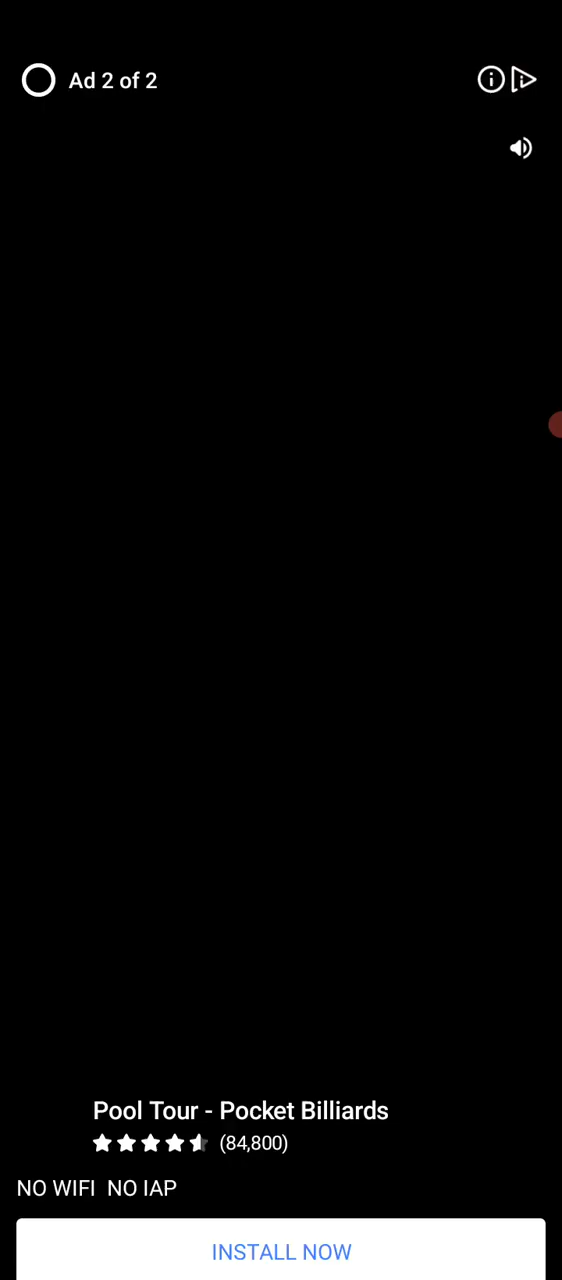 Ad 2 of 2
Pool Tour - Pocket Billiards
(84,800)
NO WIFI NO IAP
INSTALL NOW